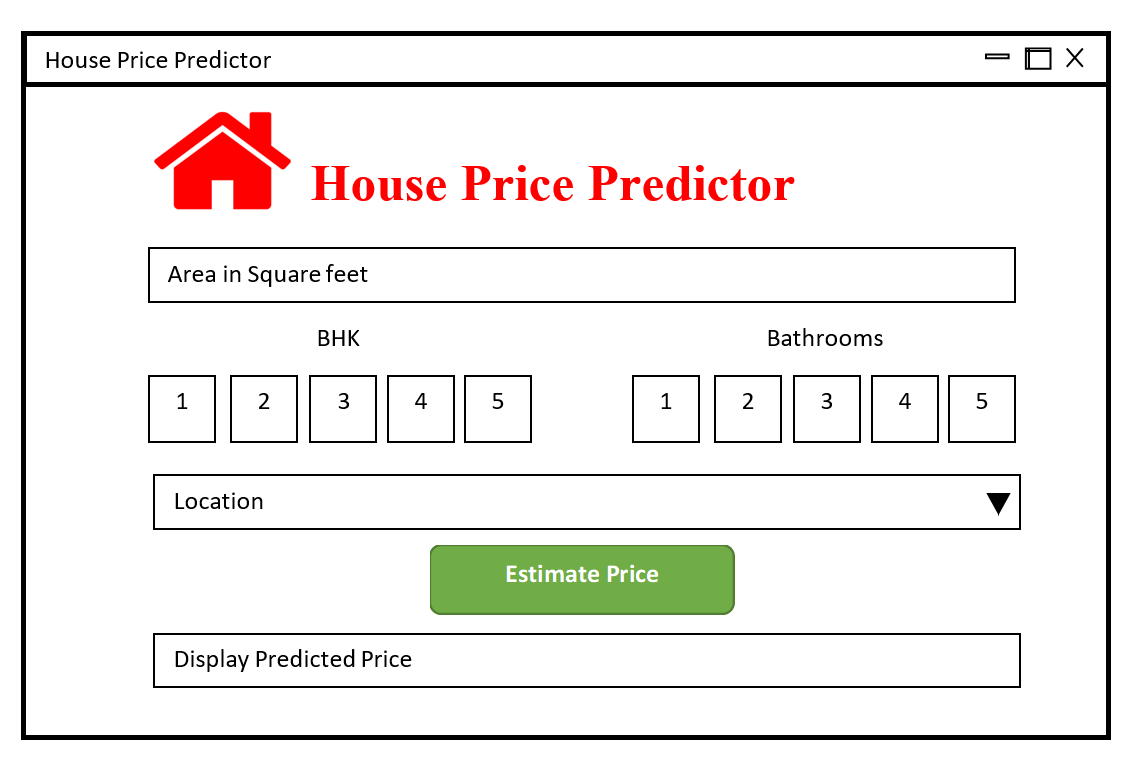 House Price Predictor
House Price Predictor
Area in Square feet
BHK Bathrooms
1 2 3 4 5 1 2 3 4 5
Location
Estimate Price
Display Predicted Price